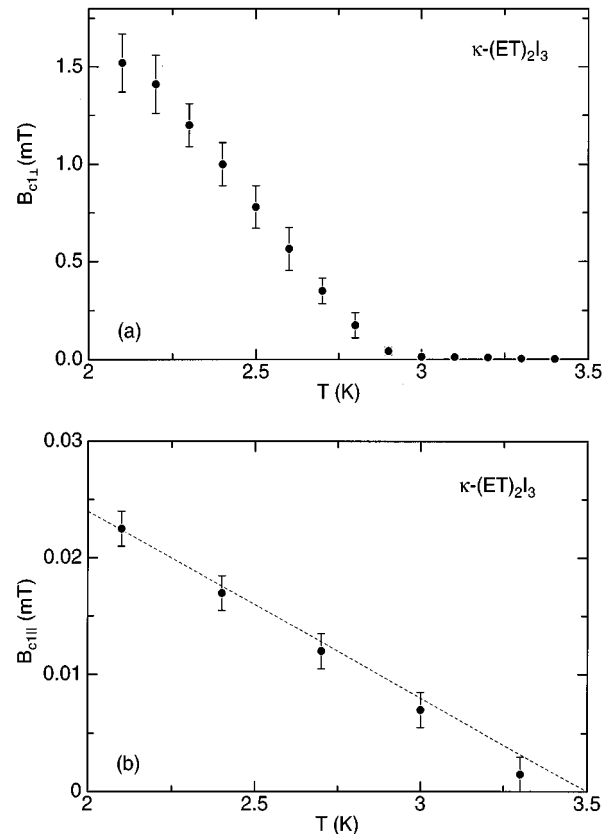 κ-(ET)₂I₃
1.5
1.0
0.5
0.0
B_c1⊥ (mT)
(a)
2 2.5 3 3.5
T (K)
0.03
0.02
0.01
0
κ-(ET)₂I₃
B_c1|| (mT)
(b)
2 2.5 3 3.5
T (K)